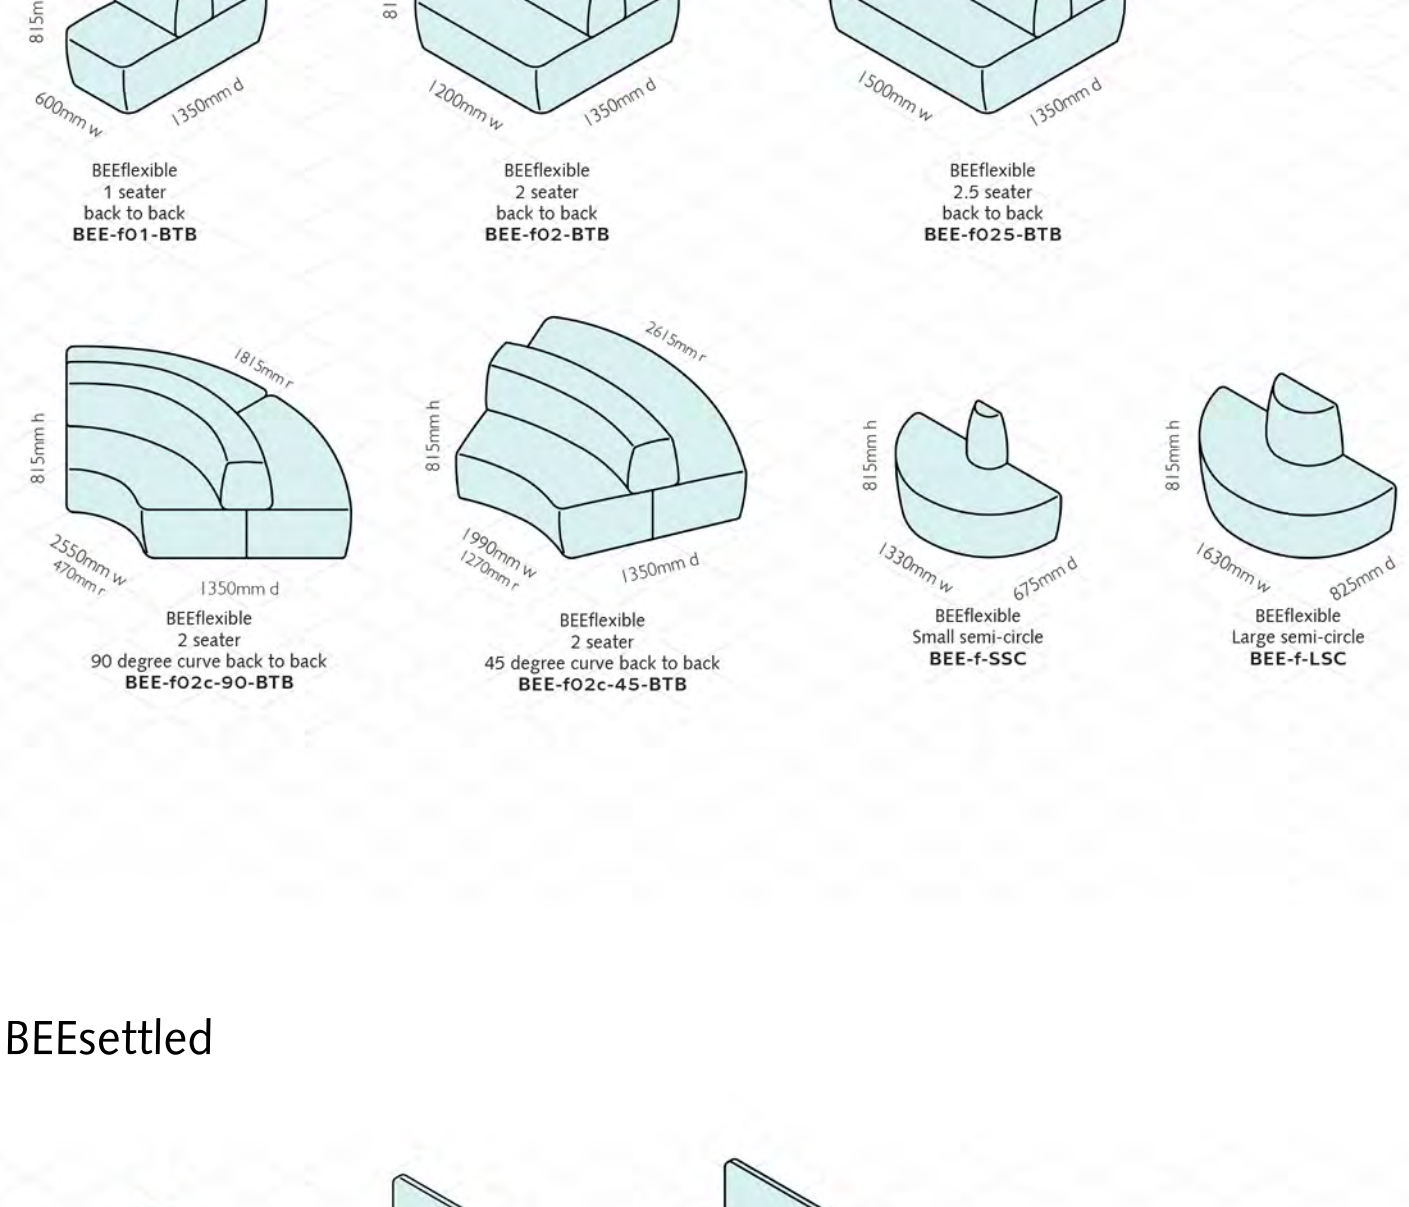 815m
600mm w
1350mm d
81
1200mm w
1350mm d
1500mm w
1350mm d
BEEflexible
1 seater
back to back
BEE-f01-BTB
BEEflexible
2 seater
back to back
BEE-f02-BTB
BEEflexible
2.5 seater
back to back
BEE-f025-BTB
815mm h
1815mm r
2550mm w
470mm r
1350mm d
BEEflexible
2 seater
90 degree curve back to back
BEE-f02c-90-BTB
815mm h
2615mm r
1990mm w
1270mm r
1350mm d
BEEflexible
2 seater
45 degree curve back to back
BEE-f02c-45-BTB
815mm h
1330mm w
675mm d
BEEflexible
Small semi-circle
BEE-f-SSC
815mm h
1630mm w
825mm d
BEEflexible
Large semi-circle
BEE-f-LSC
BEEsettled